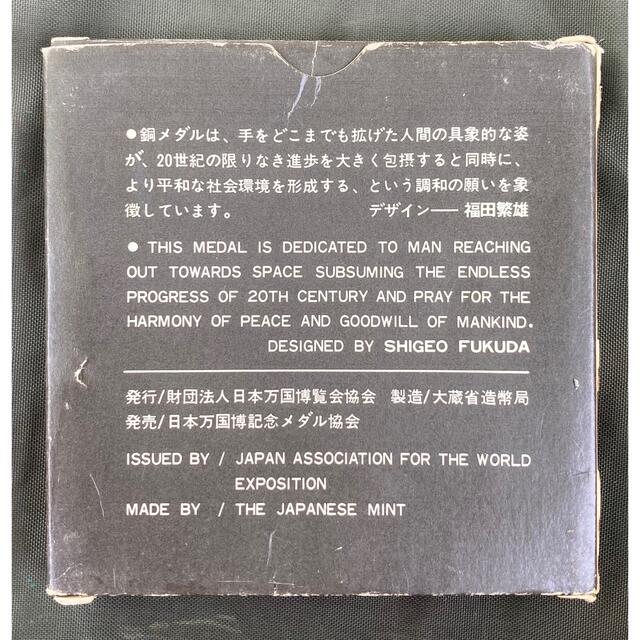 ●銅メダルは、手をどこまでも拡げた人間の具象的な姿
が、20世紀の限りなき進歩を大きく包摂すると同時に、
より平和な社会環境を形成する、という調和の願いを象
徴しています。 デザイン── 福田繁雄
● THIS MEDAL IS DEDICATED TO MAN REACHING
OUT TOWARDS SPACE SUBSUMING THE ENDLESS
PROGRESS OF 20TH CENTURY AND PRAY FOR THE
HARMONY OF PEACE AND GOODWILL OF MANKIND.
DESIGNED BY SHIGEO FUKUDA
発行/財団法人日本万国博覧会協会 製造/大蔵省造幣局
発売/日本万国博記念メダル協会
ISSUED BY / JAPAN ASSOCIATION FOR THE WORLD
EXPOSITION
MADE BY / THE JAPANESE MINT